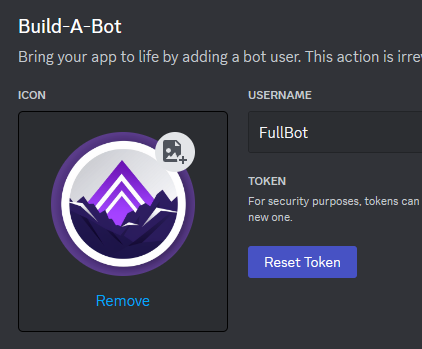 Build-A-Bot
Bring your app to life by adding a bot user. This action is
ICON
USERNAME
FullBot
TOKEN
For security purposes, tokens can
new one.
Reset Token
Remove